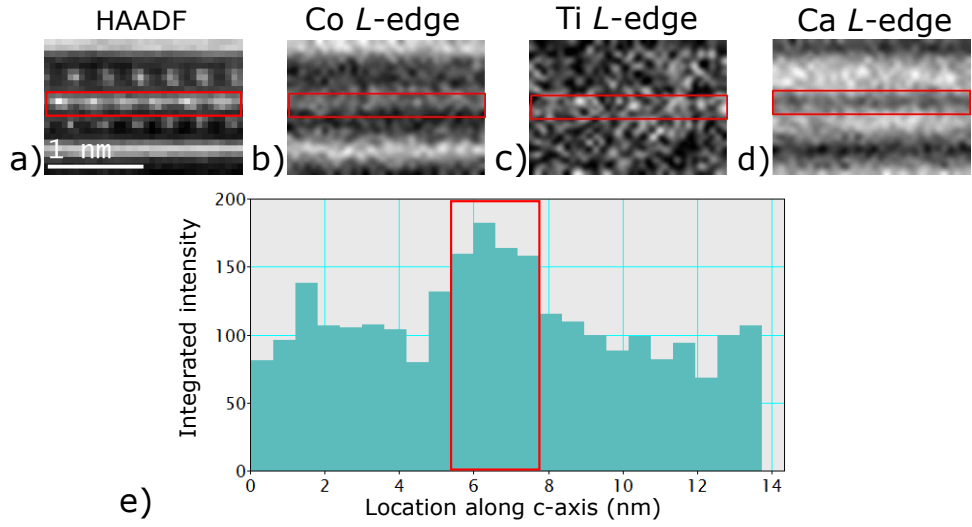 HAADF
Co L-edge
Ti L-edge
Ca L-edge
1 nm
a)
b)
c)
d)
200
150
100
50
0
Integrated intensity
0 2 4 6 8 10 12 14
Location along c-axis (nm)
e)